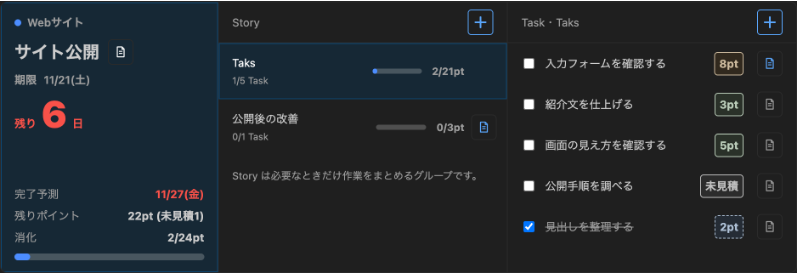 Webサイト
サイト公開
期限 11/21(土)
残り 6 日
完了予測 11/27(金)
残りポイント 22pt (未見積1)
消化 2/24pt
Story
Taks
1/5 Task
2/21pt
公開後の改善
0/1 Task
0/3pt
Story は必要なときだけ作業をまとめるグループです。
Task・Taks
入力フォームを確認する 8pt
紹介文を仕上げる 3pt
画面の見え方を確認する 5pt
公開手順を調べる 未見積
見出しを整理する 2pt